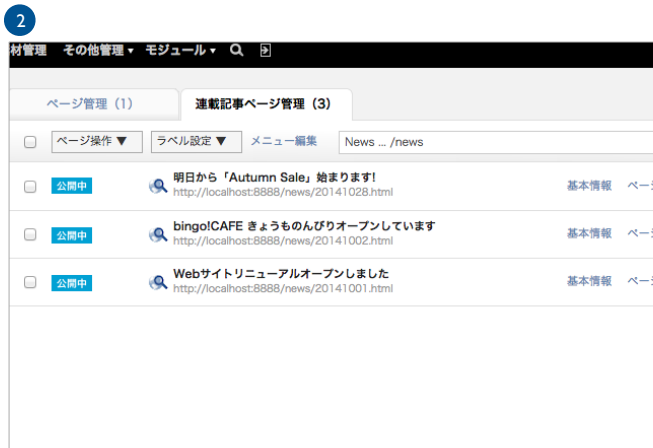 2
材管理 その他管理▼ モジュール▼
ページ管理（1） 連載記事ページ管理（3）
ページ操作 ▼ ラベル設定 ▼ メニュー編集 News ... /news
公開中 明日から「Autumn Sale」始まります! 基本情報 ペー
http://localhost:8888/news/20141028.html
公開中 bingo!CAFE きょうものんびりオープンしています 基本情報 ペー
http://localhost:8888/news/20141002.html
公開中 Webサイトリニューアルオープンしました 基本情報 ペー
http://localhost:8888/news/20141001.html